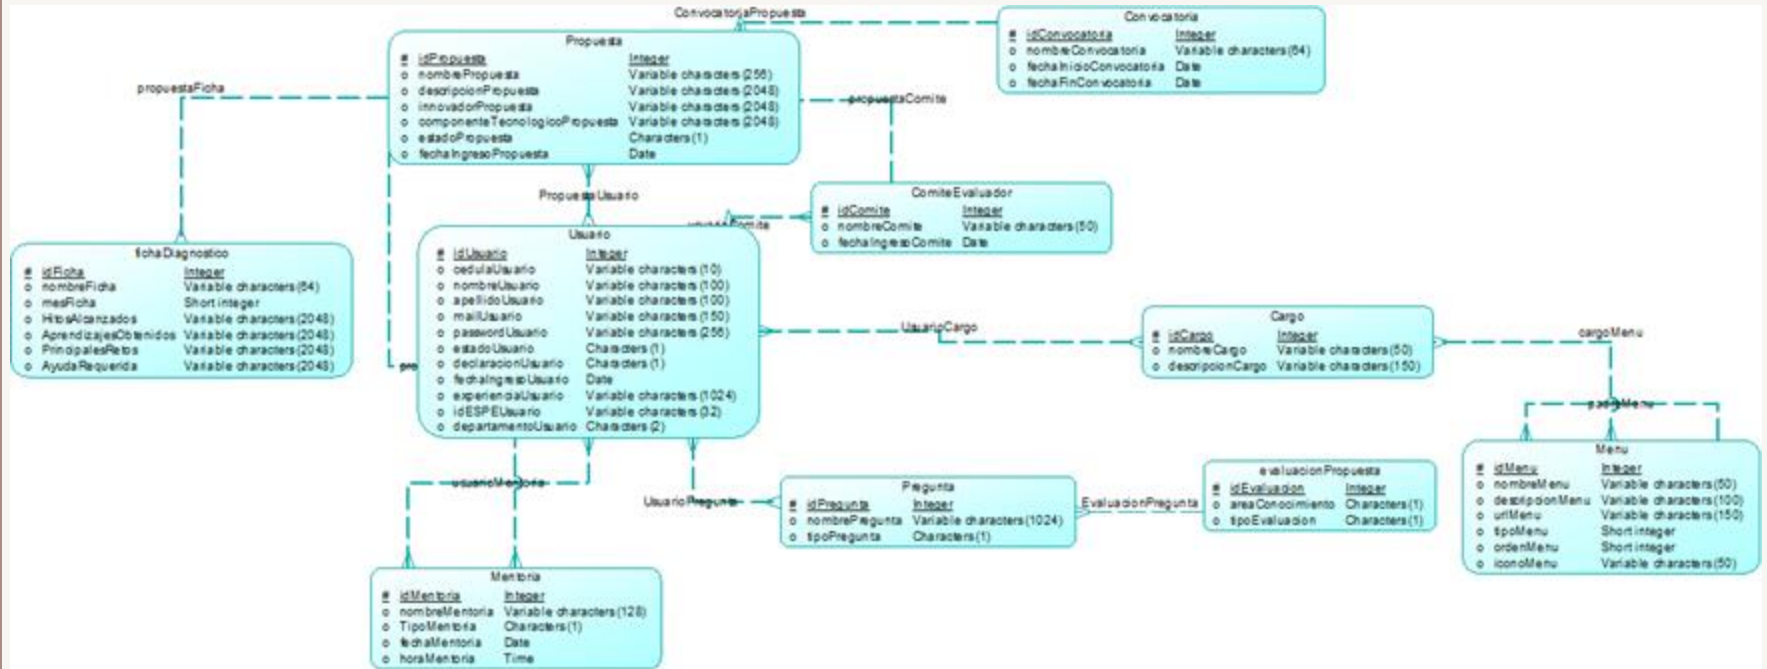 ConvocatoriaPropuesta
Convocatoria
# idConvocatoria Integer
o nombreConvocatoria Variable characters (64)
o fechaInicioConvocatoria Date
o fechaFinConvocatoria Date
Propuesta
# idPropuesta Integer
o nombrePropuesta Variable characters (256)
o descripcionPropuesta Variable characters (2048)
o innovadorPropuesta Variable characters (2048)
o componenteTecnologicoPropuesta Variable characters (2048)
o estadoPropuesta Characters (1)
o fechaIngresoPropuesta Date
propuestaFicha
propuestaComite
PropuestaUsuario
ComiteEvaluador
# idComite Integer
o nombreComite Variable characters (50)
o fechaIngresoComite Date
fichaDiagnostico
# idFicha Integer
o nombreFicha Variable characters (64)
o mesFicha Short integer
o HitosAlcanzados Variable characters (2048)
o AprendizajesObtenidos Variable characters (2048)
o PrincipalesRetos Variable characters (2048)
o AyudaRequerida Variable characters (2048)
Usuario
# idUsuario Integer
o cedulaUsuario Variable characters (10)
o nombreUsuario Variable characters (100)
o apellidoUsuario Variable characters (100)
o mailUsuario Variable characters (150)
o passwordUsuario Variable characters (256)
o estadoUsuario Characters (1)
o declaracionUsuario Characters (1)
o fechaIngresoUsuario Date
o experienciaUsuario Variable characters (1024)
o idESPEUsuario Variable characters (32)
o departamentoUsuario Characters (2)
pro
UsuarioCargo
Cargo
# idCargo Integer
o nombreCargo Variable characters (50)
o descripcionCargo Variable characters (150)
cargoMenu
padreMenu
Menu
# idMenu Integer
o nombreMenu Variable characters (50)
o descripcionMenu Variable characters (100)
o urlMenu Variable characters (150)
o tipoMenu Short integer
o ordenMenu Short integer
o iconoMenu Variable characters (50)
usuarioMentoria
UsuarioPregunta
Pregunta
# idPregunta Integer
o nombrePregunta Variable characters (1024)
o tipoPregunta Characters (1)
EvaluacionPregunta
evaluacionPropuesta
# idEvaluacion Integer
o areaConocimiento Characters (1)
o tipoEvaluacion Characters (1)
Mentoria
# idMentoria Integer
o nombreMentoria Variable characters (128)
o TipoMentoria Characters (1)
o fechaMentoria Date
o horaMentoria Time